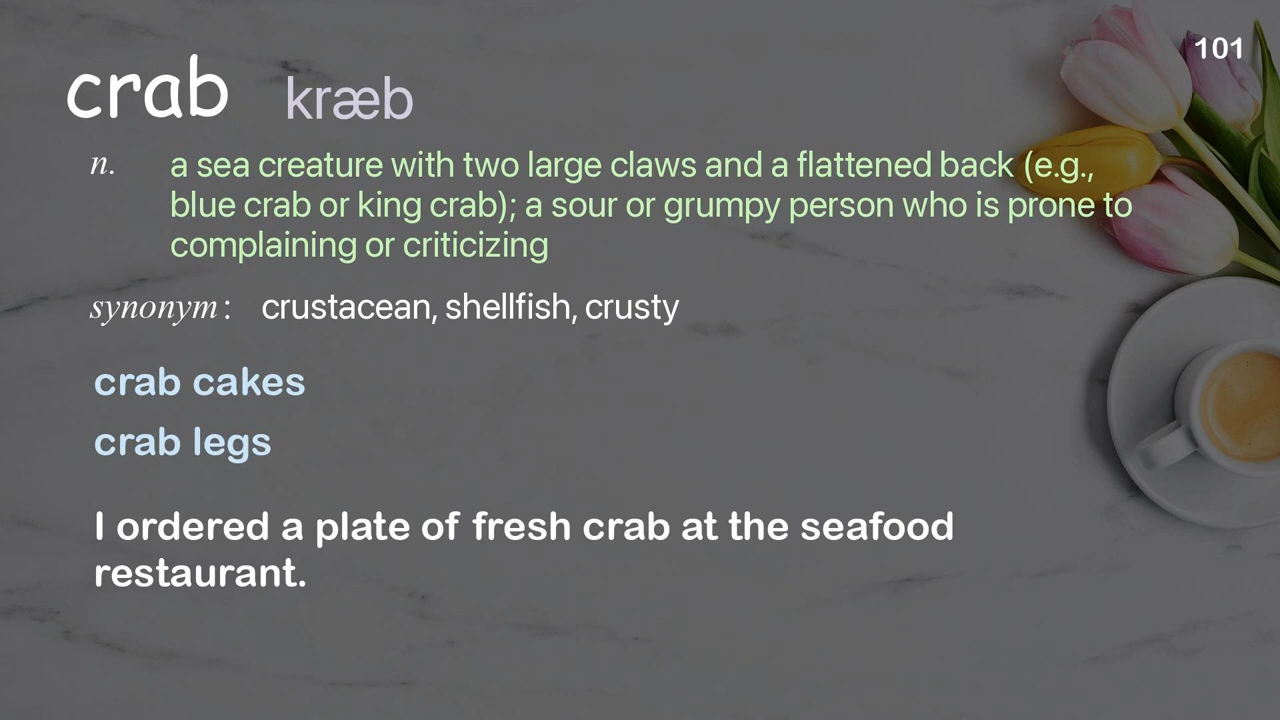 101
crab kræb
n. a sea creature with two large claws and a flattened back (e.g.,
blue crab or king crab); a sour or grumpy person who is prone to
complaining or criticizing
synonym: crustacean, shellfish, crusty
crab cakes
crab legs
I ordered a plate of fresh crab at the seafood
restaurant.